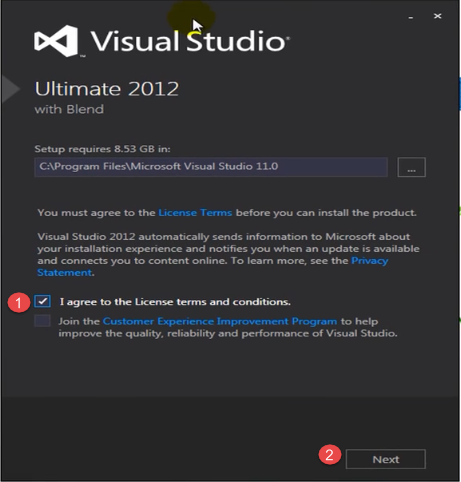 Visual Studio
Ultimate 2012
with Blend
Setup requires 8.53 GB in:
C:\Program Files\Microsoft Visual Studio 11.0
...
You must agree to the License Terms before you can install the product.
Visual Studio 2012 automatically sends information to Microsoft about
your installation experience and notifies you when an update is available
and connects you to content online. To learn more, see the Privacy
Statement.
1 I agree to the License terms and conditions.
Join the Customer Experience Improvement Program to help
improve the quality, reliability and performance of Visual Studio.
2 Next